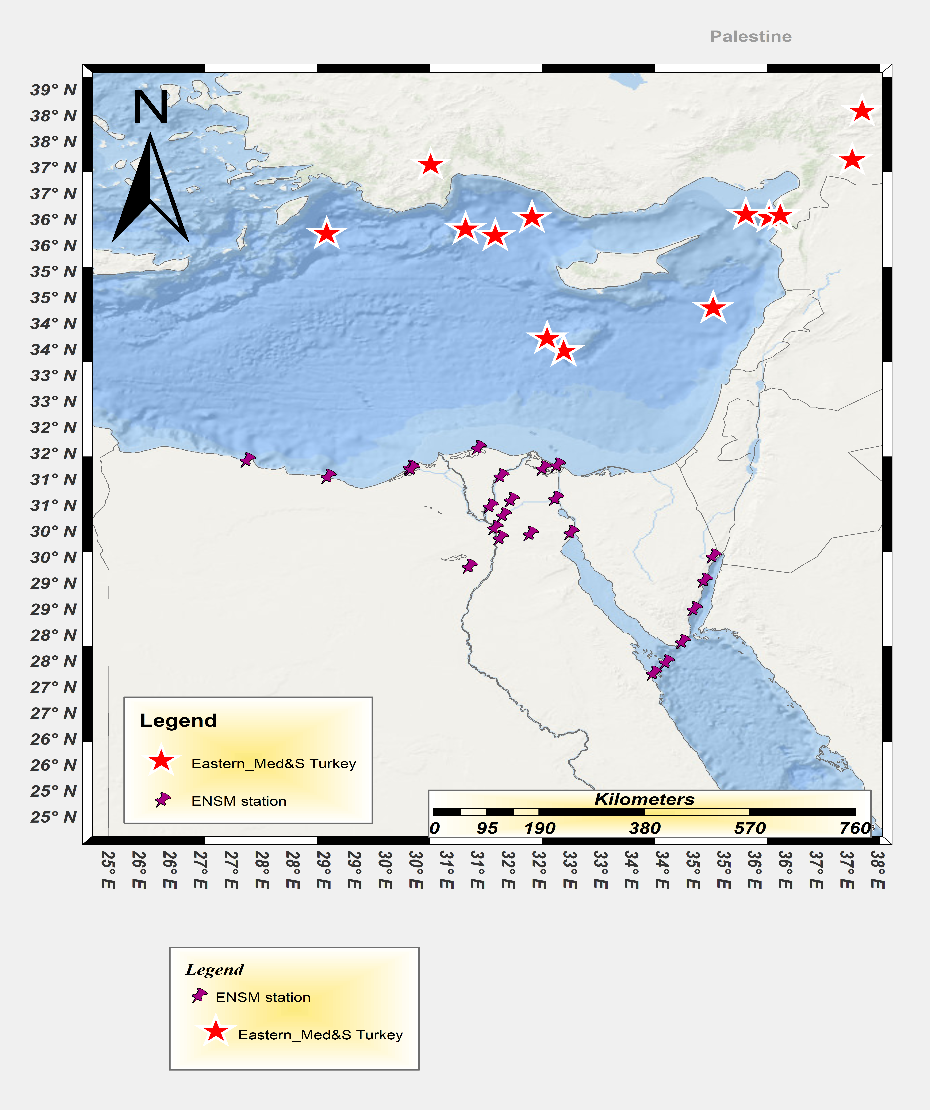 Palestine
N
39° N
38° N
38° N
37° N
37° N
36° N
36° N
35° N
35° N
34° N
34° N
33° N
33° N
32° N
32° N
31° N
31° N
30° N
30° N
29° N
29° N
28° N
28° N
27° N
27° N
26° N
26° N
25° N
25° N
Legend
Eastern_Med&S Turkey
ENSM station
Kilometers
0 95 190 380 570 760
25° E 26° E 26° E 27° E 27° E 28° E 28° E 29° E 29° E 30° E 30° E 31° E 31° E 32° E 32° E 33° E 33° E 34° E 34° E 35° E 35° E 36° E 36° E 37° E 37° E 38° E
Legend
ENSM station
Eastern_Med&S Turkey